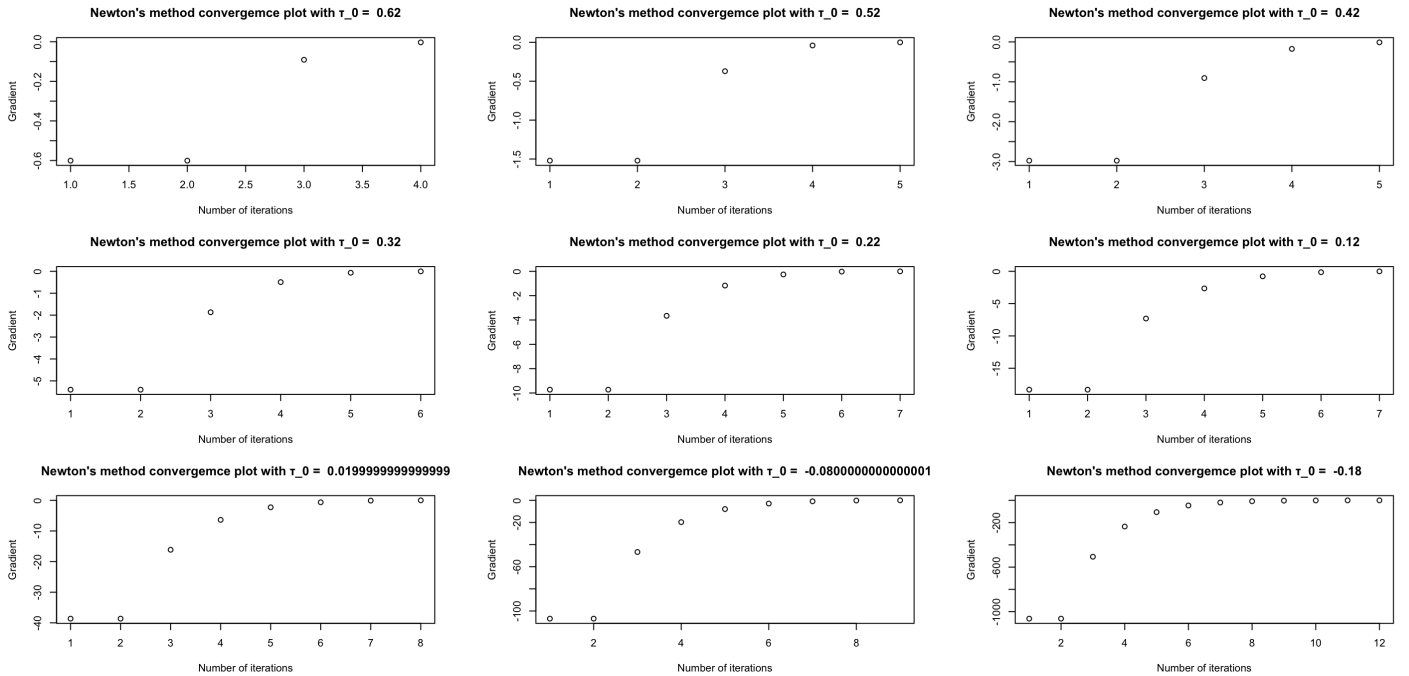 Newton's method convergemce plot with τ_0 =  0.62
Gradient
0.0
-0.2
-0.4
-0.6
1.0 1.5 2.0 2.5 3.0 3.5 4.0
Number of iterations
Newton's method convergemce plot with τ_0 =  0.52
Gradient
0.0
-0.5
-1.0
-1.5
1 2 3 4 5
Number of iterations
Newton's method convergemce plot with τ_0 =  0.42
Gradient
0.0
-1.0
-2.0
-3.0
1 2 3 4 5
Number of iterations
Newton's method convergemce plot with τ_0 =  0.32
Gradient
0
-1
-2
-3
-4
-5
1 2 3 4 5 6
Number of iterations
Newton's method convergemce plot with τ_0 =  0.22
Gradient
0
-2
-4
-6
-8
-10
1 2 3 4 5 6 7
Number of iterations
Newton's method convergemce plot with τ_0 =  0.12
Gradient
0
-5
-10
-15
1 2 3 4 5 6 7
Number of iterations
Newton's method convergemce plot with τ_0 =  0.0199999999999999
Gradient
0
-10
-20
-30
-40
1 2 3 4 5 6 7 8
Number of iterations
Newton's method convergemce plot with τ_0 =  -0.0800000000000001
Gradient
0
-20
-60
-100
2 4 6 8
Number of iterations
Newton's method convergemce plot with τ_0 =  -0.18
Gradient
-200
-600
-1000
2 4 6 8 10 12
Number of iterations